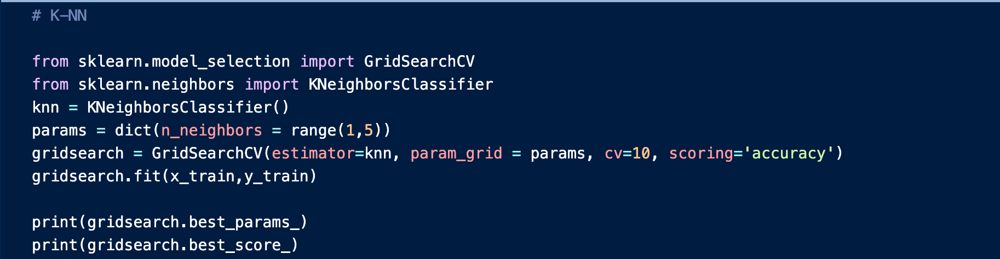 # K-NN
from sklearn.model_selection import GridSearchCV
from sklearn.neighbors import KNeighborsClassifier
knn = KNeighborsClassifier()
params = dict(n_neighbors = range(1,5))
gridsearch = GridSearchCV(estimator=knn, param_grid = params, cv=10, scoring='accuracy')
gridsearch.fit(x_train,y_train)
print(gridsearch.best_params_)
print(gridsearch.best_score_)